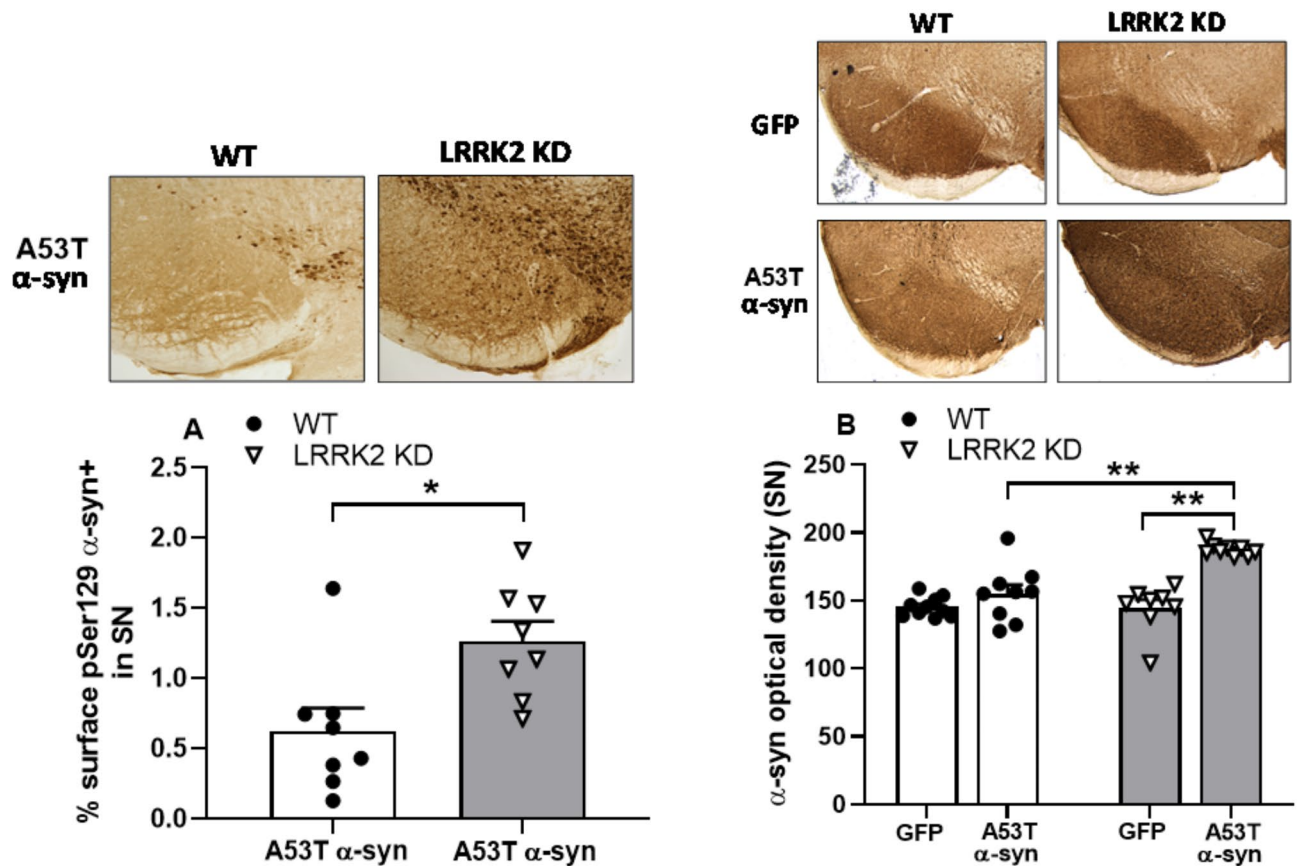 WT
LRRK2 KD
A53T
α-syn
A
WT
LRRK2 KD
% surface pSer129 α-syn+
in SN
2.5
2.0
1.5
1.0
0.5
0.0
*
A53T α-syn
A53T α-syn
WT
LRRK2 KD
GFP
A53T
α-syn
B
WT
LRRK2 KD
α-syn optical density (SN)
250
200
150
100
50
0
**
**
GFP
A53T
α-syn
GFP
A53T
α-syn